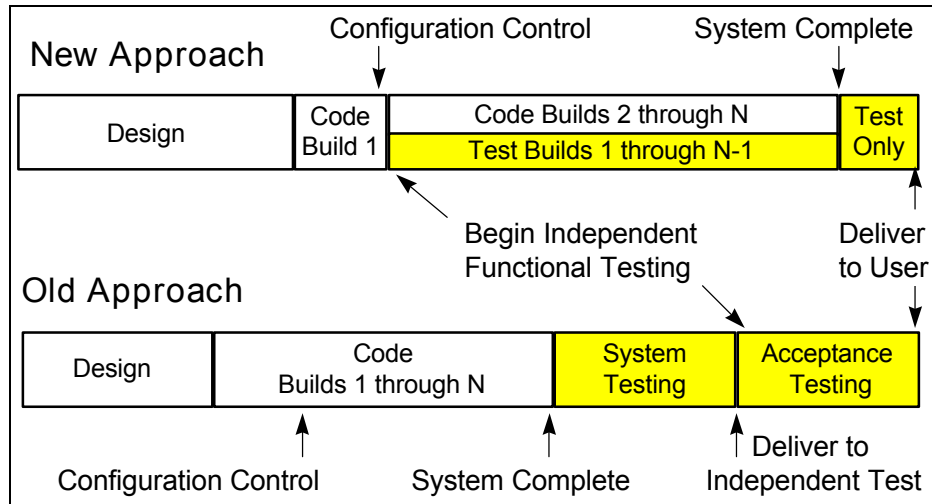 Configuration Control
System Complete
New Approach
Design
Code
Build 1
Code Builds 2 through N
Test Builds 1 through N-1
Test
Only
Begin Independent
Functional Testing
Deliver
to User
Old Approach
Design
Code
Builds 1 through N
System
Testing
Acceptance
Testing
Configuration Control
System Complete
Deliver to
Independent Test